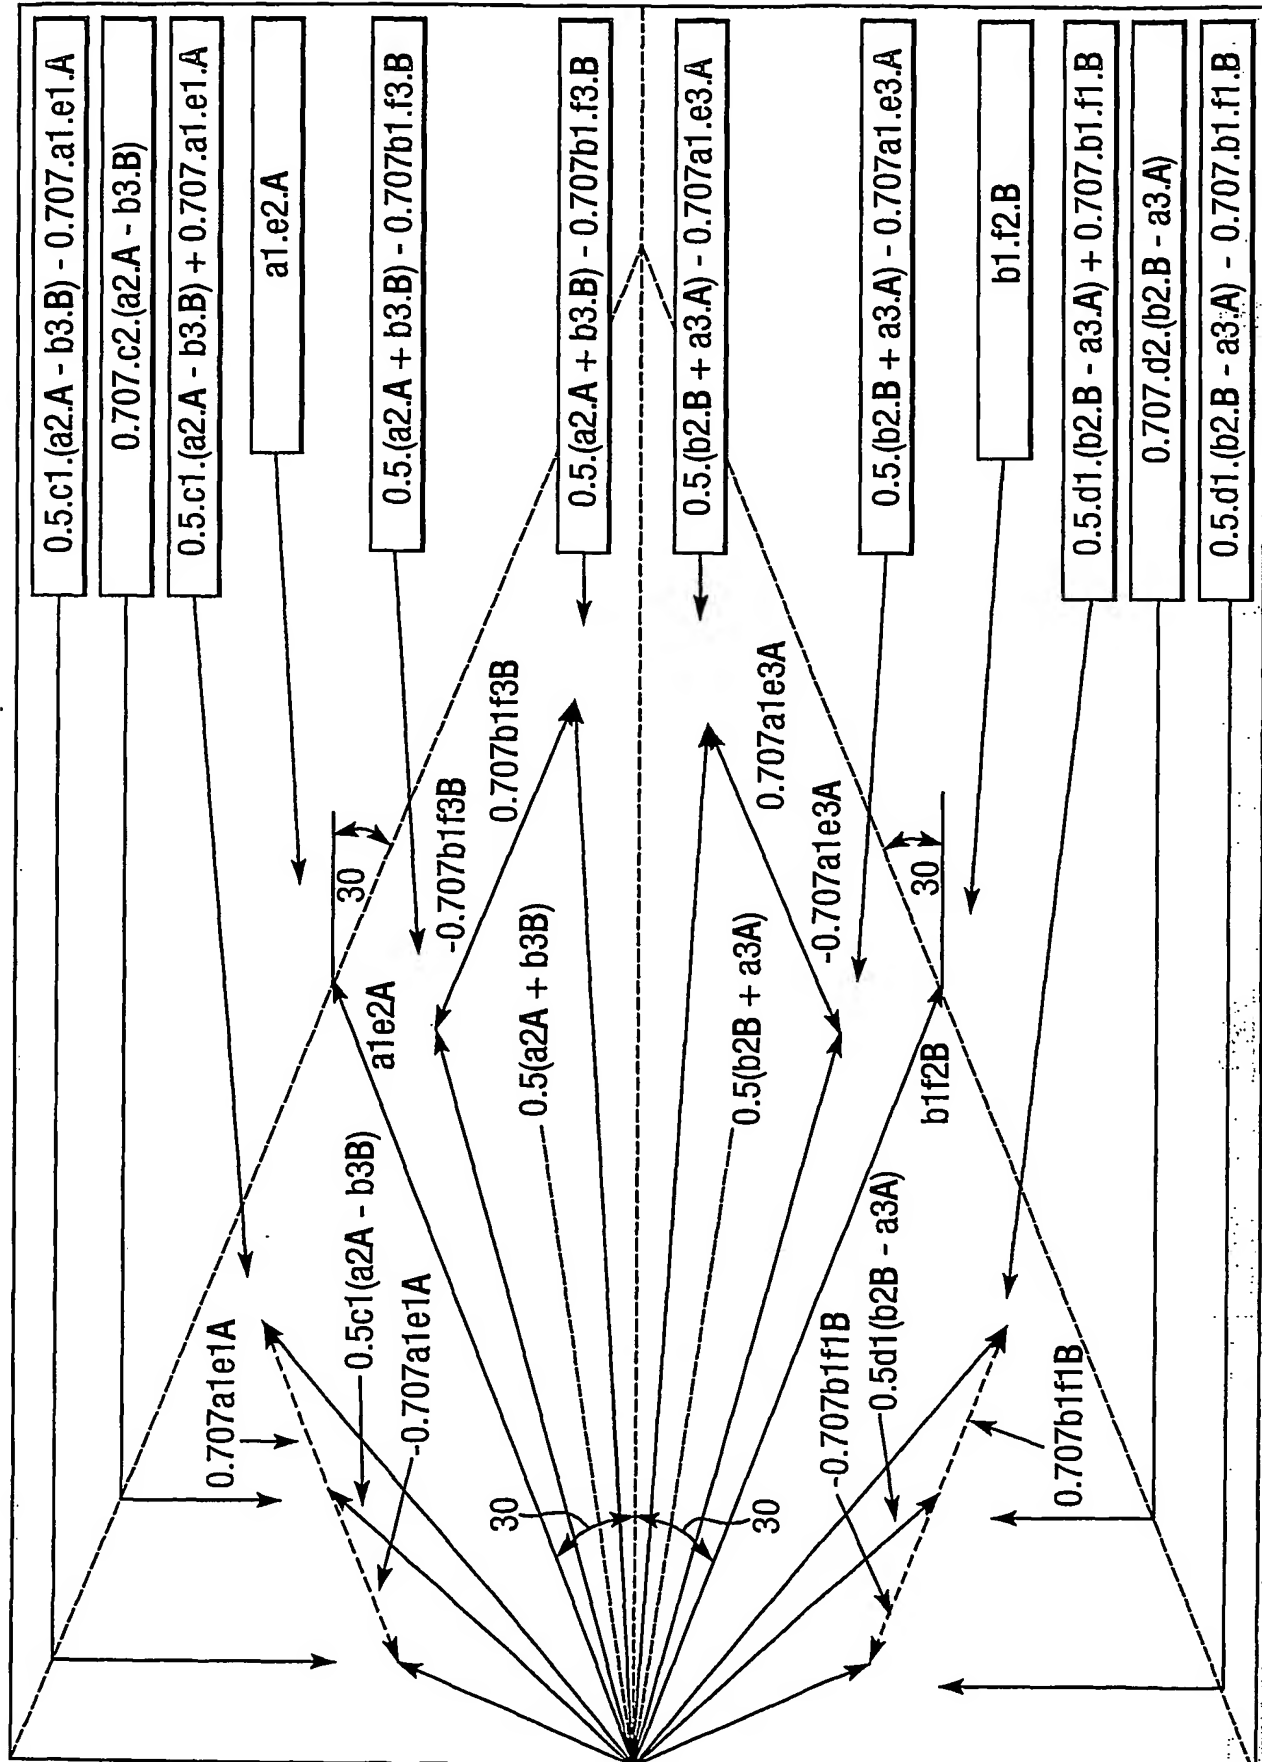 0.5.c1.(a2.A - b3.B) - 0.707.a1.e1.A
0.707.c2.(a2.A - b3.B)
0.5.c1.(a2.A - b3.B) + 0.707.a1.e1.A
a1.e2.A
0.5.(a2.A + b3.B) - 0.707b1.f3.B
0.5.(a2.A + b3.B) - 0.707b1.f3.B
0.5.(b2.B + a3.A) - 0.707a1.e3.A
0.5.(b2.B + a3.A) - 0.707a1.e3.A
b1.f2.B
0.5.d1.(b2.B - a3.A) + 0.707.b1.f1.B
0.707.d2.(b2.B - a3.A)
0.5.d1.(b2.B - a3.A) - 0.707.b1.f1.B
30
-0.707b1f3B
0.707b1f3B
0.707a1e3A
-0.707a1e3A
30
a1e2A
0.5(a2A + b3B)
0.5(b2B + a3A)
b1f2B
0.707a1e1A
0.5c1(a2A - b3B)
-0.707a1e1A
30
30
-0.707b1f1B
0.5d1(b2B - a3A)
0.707b1f1B